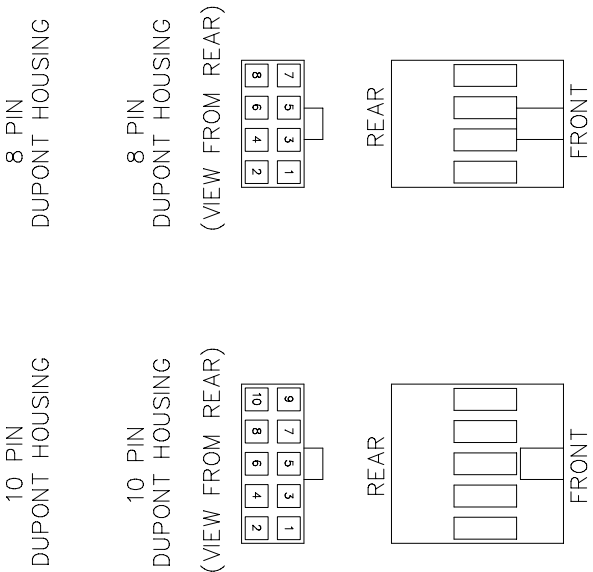 10 PIN
DUPONT HOUSING
10 PIN
DUPONT HOUSING
(VIEW FROM REAR)
2 4 6 8 10
1 3 5 7 9
REAR
FRONT
8 PIN
DUPONT HOUSING
8 PIN
DUPONT HOUSING
(VIEW FROM REAR)
2 4 6 8
1 3 5 7
REAR
FRONT